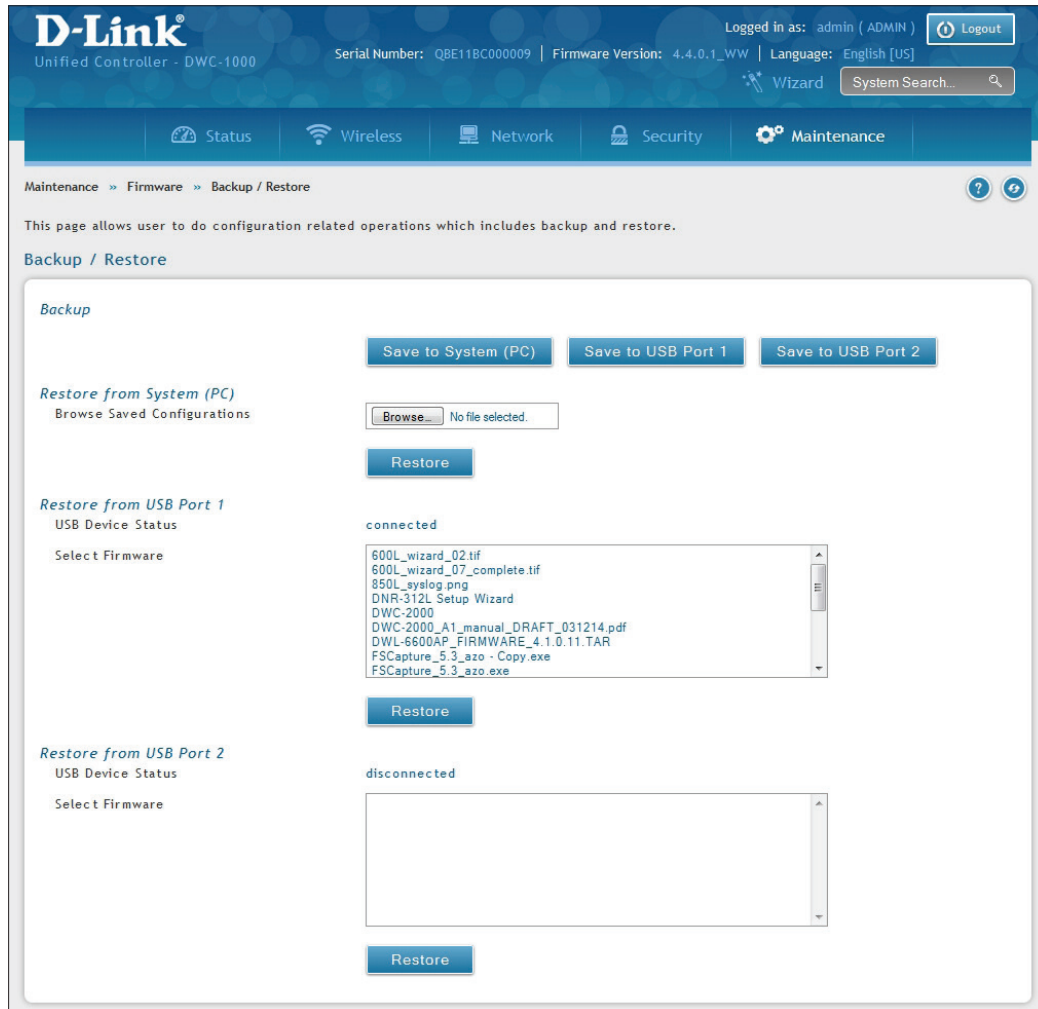 D-Link®
Unified Controller - DWC-1000
Logged in as: admin ( ADMIN ) Logout
Serial Number: QBE11BC000009 | Firmware Version: 4.4.0.1_WW | Language: English [US]
Wizard System Search...
Status Wireless Network Security Maintenance
Maintenance » Firmware » Backup / Restore ?
This page allows user to do configuration related operations which includes backup and restore.
Backup / Restore
Backup
Save to System (PC) Save to USB Port 1 Save to USB Port 2
Restore from System (PC)
Browse Saved Configurations Browse... No file selected.
Restore
Restore from USB Port 1
USB Device Status connected
Select Firmware
600L_wizard_02.tif
600L_wizard_07_complete.tif
850L_syslog.png
DNR-312L Setup Wizard
DWC-2000
DWC-2000_A1_manual_DRAFT_031214.pdf
DWL-6600AP_FIRMWARE_4.1.0.11.TAR
FSCapture_5.3_azo - Copy.exe
FSCapture_5.3_azo.exe
Restore
Restore from USB Port 2
USB Device Status disconnected
Select Firmware
Restore